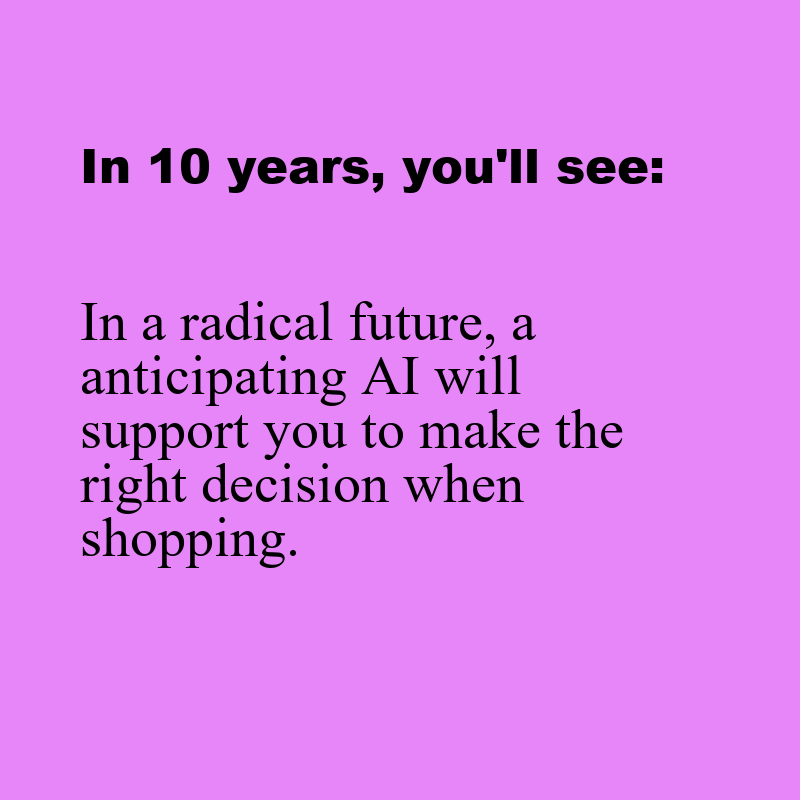 In 10 years, you'll see:
In a radical future, a
anticipating AI will
support you to make the
right decision when
shopping.